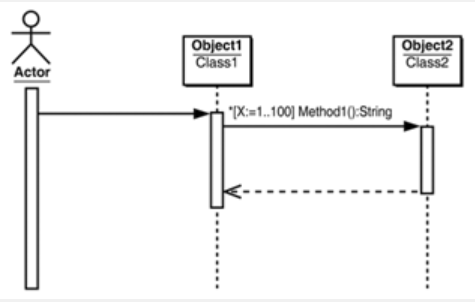 Actor
Object1
Class1
Object2
Class2
*[X:=1..100] Method1():String